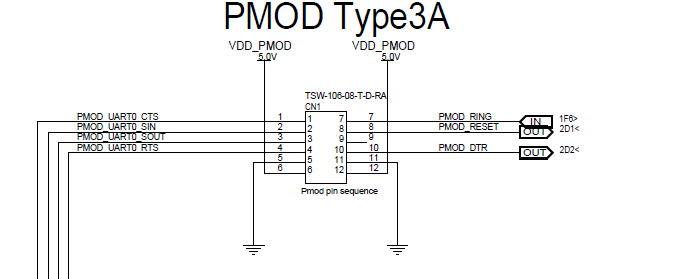 PMOD Type3A
VDD_PMOD VDD_PMOD
5.0V 5.0V
TSW-106-08-T-D-RA
CN1
PMOD_UART0_CTS 1 1 7 7 PMOD_RING IN 1F6>
PMOD_UART0_SIN 2 2 8 8 PMOD_RESET OUT 2D1<
PMOD_UART0_SOUT 3 3 9 9
PMOD_UART0_RTS 4 4 10 10 PMOD_DTR OUT 2D2<
5 5 11 11
6 6 12 12
Pmod pin sequence